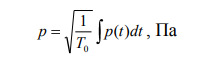 p = √(1/T₀) ∫p(t)dt , Па